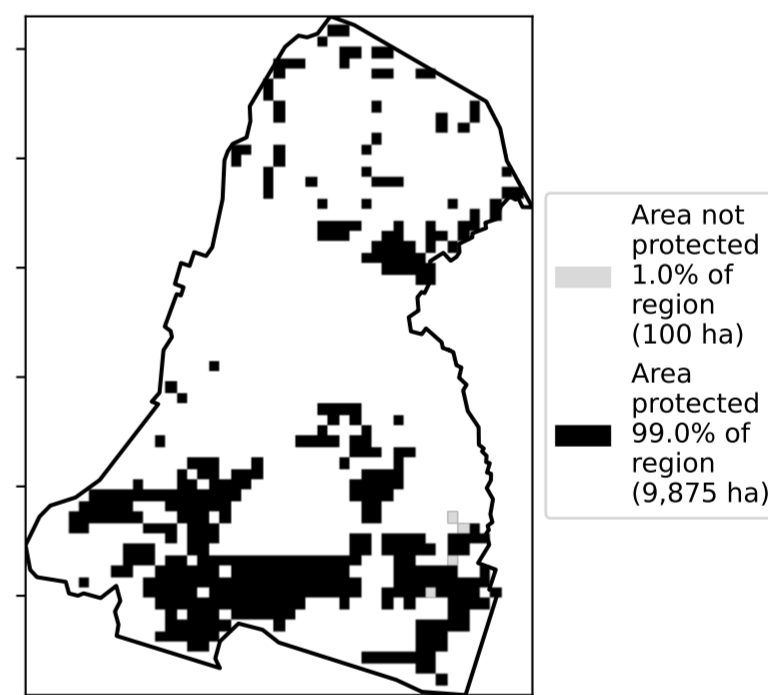 Area not
protected
1.0% of
region
(100 ha)
Area
protected
99.0% of
region
(9,875 ha)